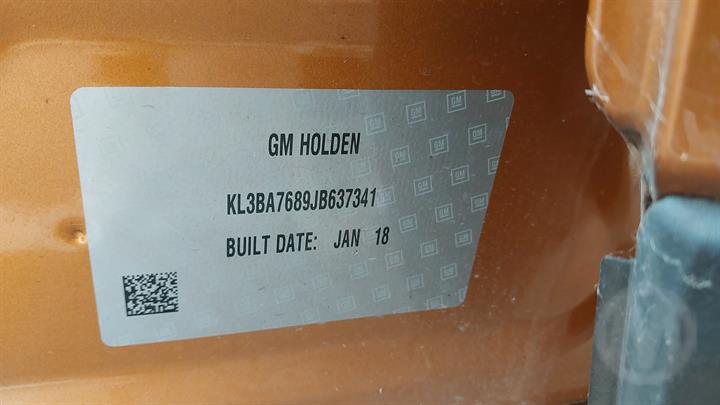 GM HOLDEN
KL3BA7689JB637341
BUILT DATE: JAN 18